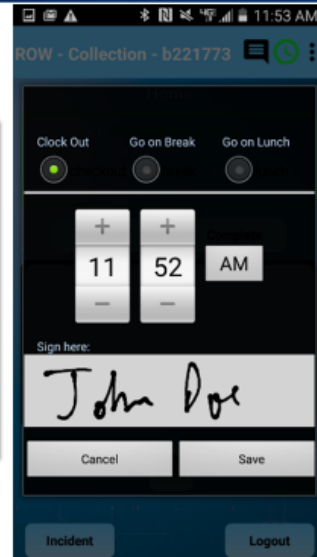 11:53 AM
ROW - Collection - b221773
Home
Clock Out Go on Break Go on Lunch
+ +
11 52 AM
− −
Sign here:
John Doe
Cancel Save
Incident Logout